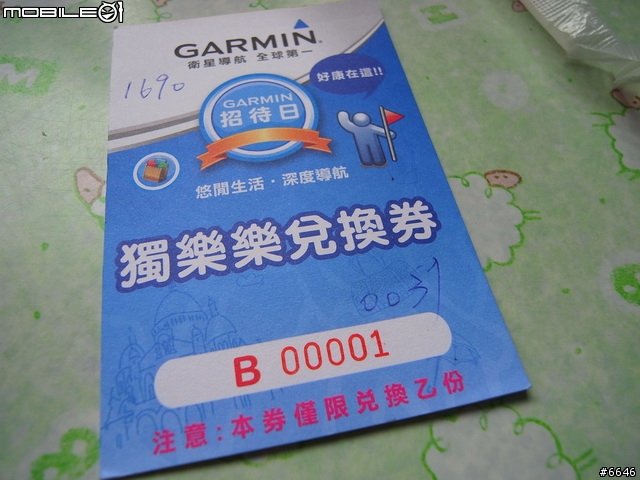 MOBILE01
GARMIN
衛星導航 全球第一
1690
好康在這!!
GARMIN
招待日
悠閒生活·深度導航
獨樂樂兌換券
0037
B 00001
注意:本券僅限兌換乙份
#6646